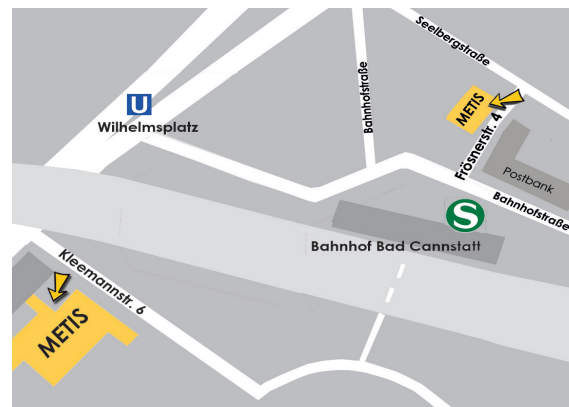 Seelbergstraße
U
Wilhelmsplatz
Bahnhofstraße
METIS
Frösnerstr. 4
Postbank
Bahnhofstraße
S
Bahnhof Bad Cannstatt
Kleemannstr. 6
METIS